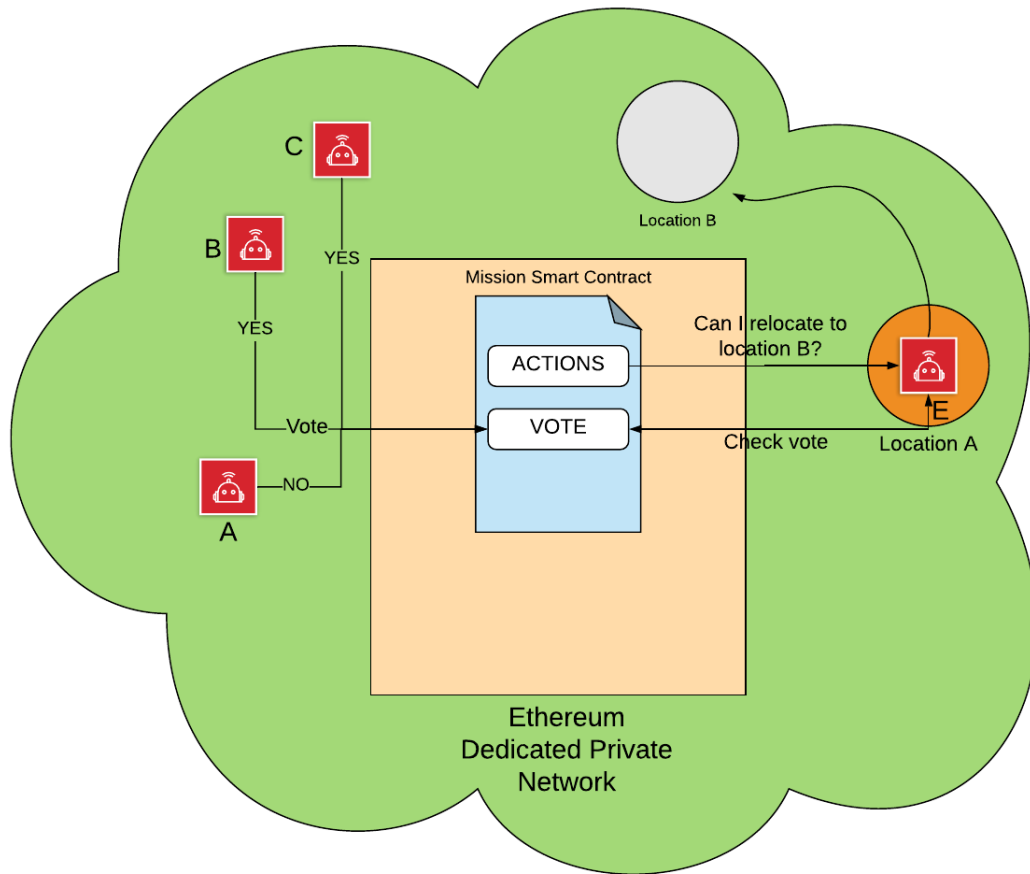 C
Location B
B
YES
Mission Smart Contract
YES
Can I relocate to
location B?
ACTIONS
E
Vote
VOTE
Check vote
Location A
NO
A
Ethereum
Dedicated Private
Network